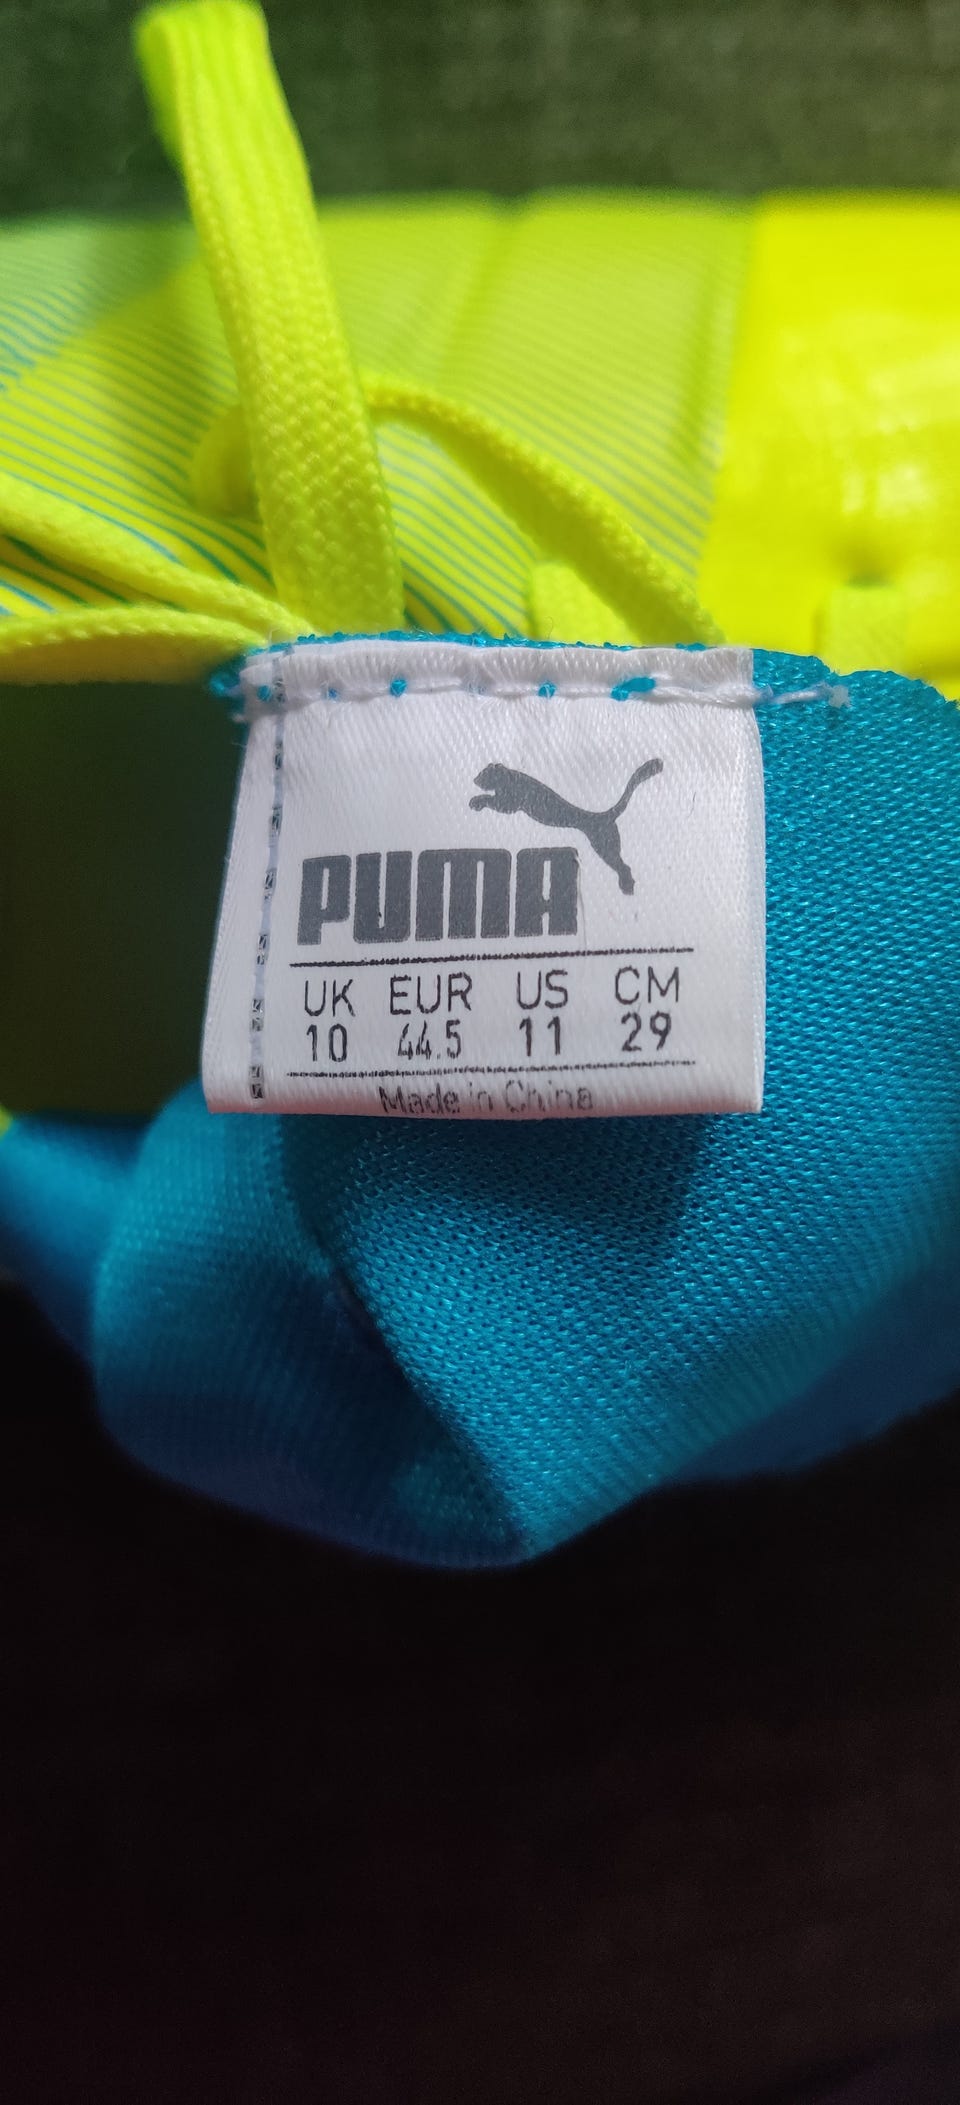 PUMA
UK EUR US CM
10 44.5 11 29
Made in China